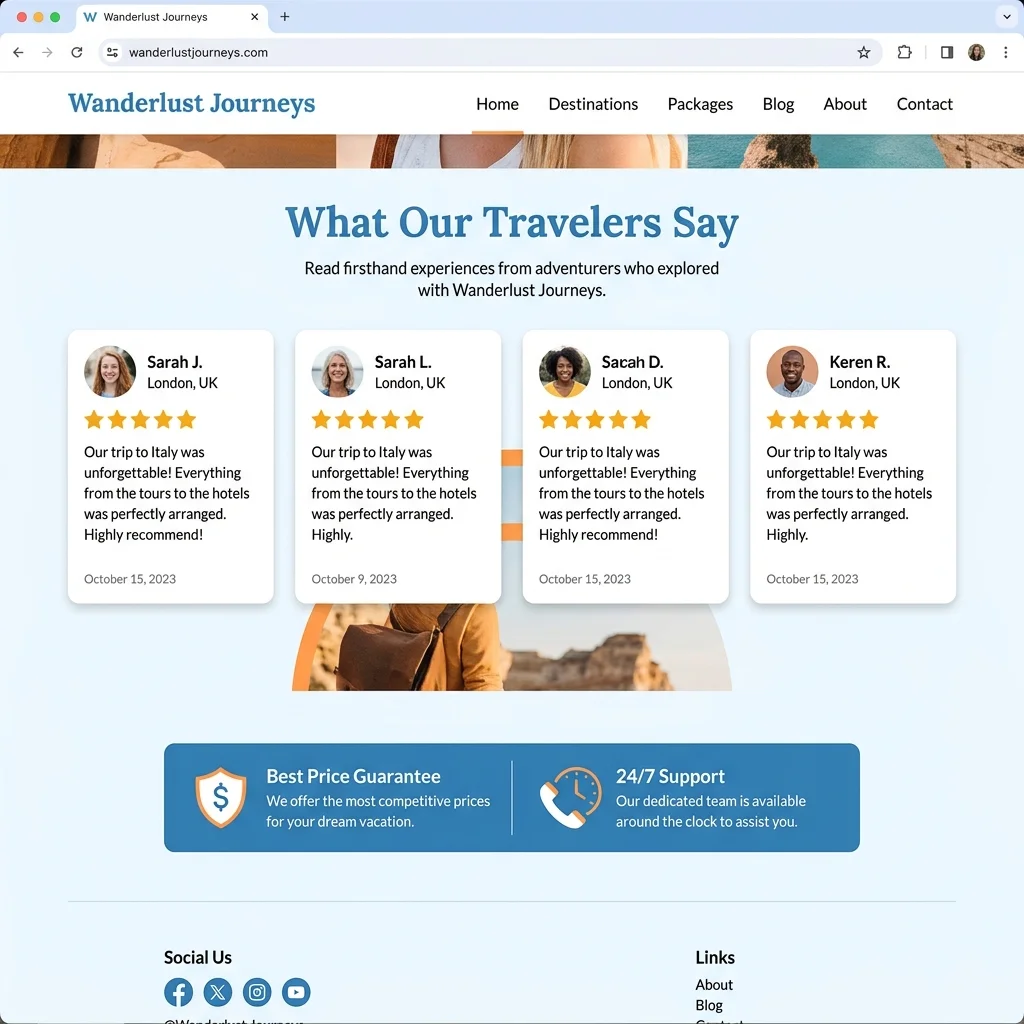 Wanderlust Journeys
wanderlustjourneys.com
Wanderlust Journeys
Home Destinations Packages Blog About Contact
What Our Travelers Say
Read firsthand experiences from adventurers who explored
with Wanderlust Journeys.
Sarah J.
London, UK
Our trip to Italy was
unforgettable! Everything
from the tours to the hotels
was perfectly arranged.
Highly recommend!
October 15, 2023
Sarah L.
London, UK
Our trip to Italy was
unforgettable! Everything
from the tours to the hotels
was perfectly arranged.
Highly.
October 9, 2023
D.
London, UK
Our trip to Italy was
unforgettable! Everything
from the tours to the hotels
was perfectly arranged.
Highly recommend!
October 15, 2023
Keren R.
London, UK
Our trip to Italy was
unforgettable! Everything
from the tours to the hotels
was perfectly arranged.
Highly.
October 15, 2023
Best Price Guarantee
We offer the most competitive prices
for your dream vacation.
24/7 Support
Our dedicated team is available
around the clock to assist you.
Social Us
Links
About
Blog